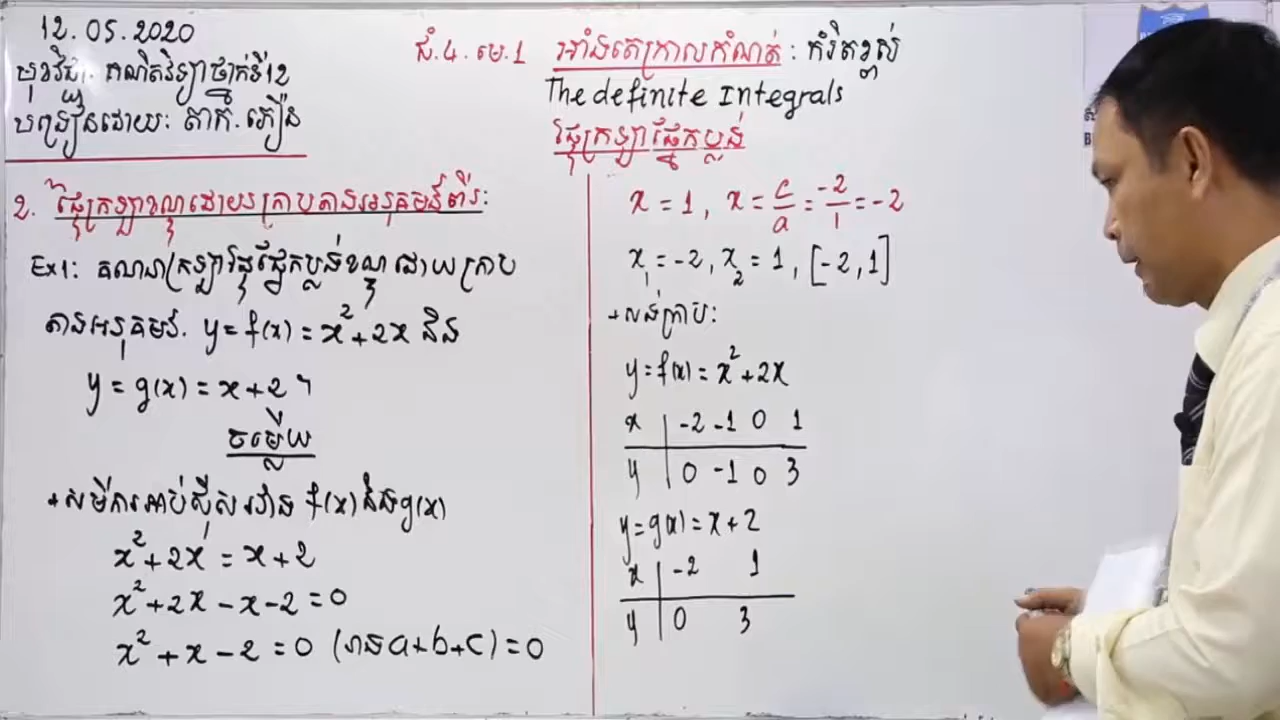 12.05.2020
មុខវិជ្ជា: គណិតវិទ្យាថ្នាក់ទី12
បង្រៀនដោយ: តាក់.ភឿន
ជំ.4.មេ.1 អាំងតេក្រាលកំណត់: កំរិតខ្ពស់
The definite Integrals
ផ្ទៃក្រឡាផ្នែកប្លង់
2. ផ្ទៃក្រឡាខណ្ឌដោយក្រាបតាងអនុគមន៍ពីរ:
Ex1: គណនាក្រឡាផ្ទៃផ្នែកប្លង់ខណ្ឌដោយក្រាប
តាងអនុគមន៍. y = f(x) = x²+2x និង
y = g(x) = x+2 ។
ចម្លើយ
+សមីការអាប់ស៊ីសរវាង f(x) និង g(x)
x²+2x = x+2
x²+2x-x-2=0
x²+x-2=0 (មាន a+b+c)=0
x = 1, x = c/a = -2/1 = -2
x₁ = -2, x₂ = 1, [-2,1]
+សង់ក្រាប:
y=f(x)=x²+2x
x | -2 -1 0 1
y | 0 -1 0 3
y=g(x)=x+2
x | -2 1
y | 0 3